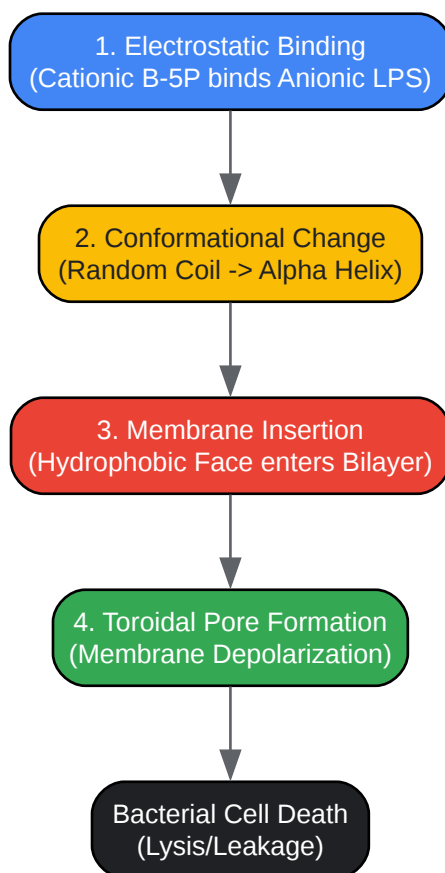 1. Electrostatic Binding
(Cationic B-5P binds Anionic LPS)
2. Conformational Change
(Random Coil -> Alpha Helix)
3. Membrane Insertion
(Hydrophobic Face enters Bilayer)
4. Toroidal Pore Formation
(Membrane Depolarization)
Bacterial Cell Death
(Lysis/Leakage)